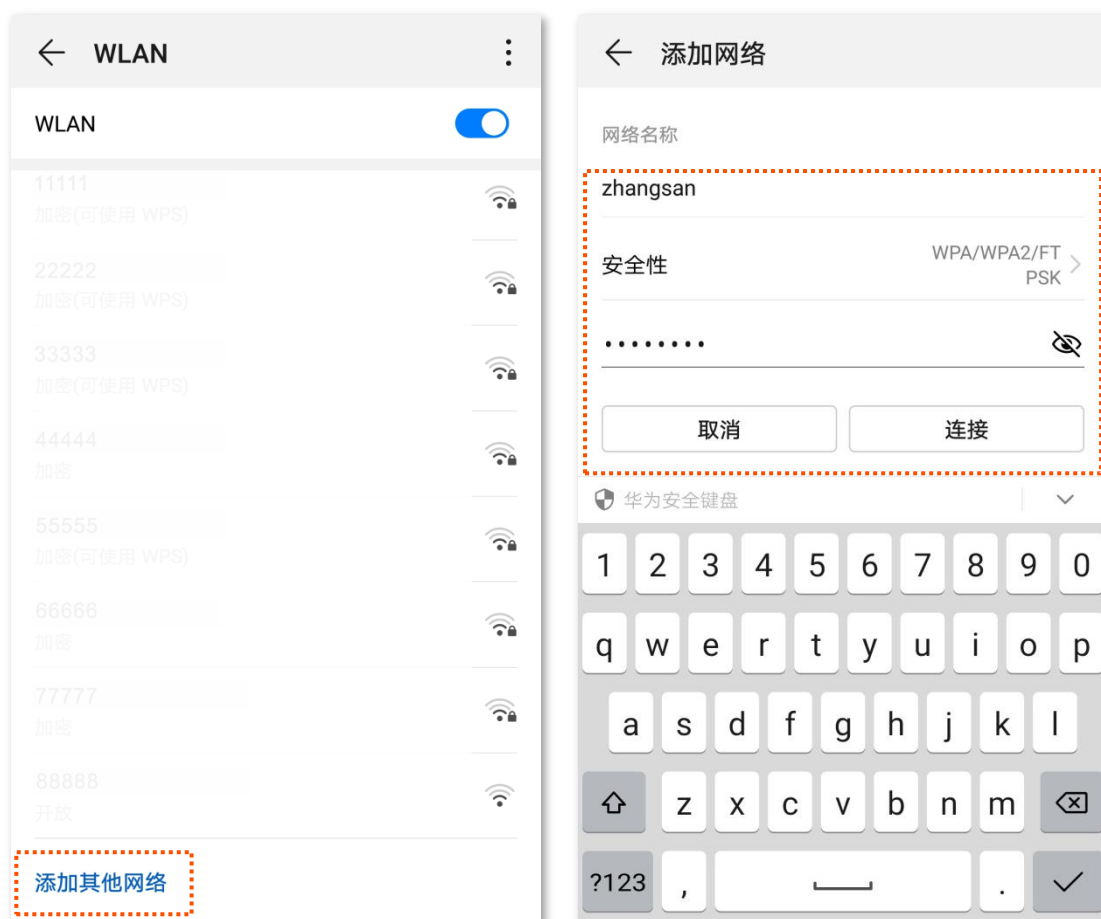 WLAN
WLAN
11111
加密(可使用 WPS)
22222
加密(可使用 WPS)
33333
加密(可使用 WPS)
44444
加密
55555
加密(可使用 WPS)
66666
加密
77777
加密
88888
开放
添加其他网络
添加网络
网络名称
zhangsan
安全性
WPA/WPA2/FT
PSK
••••••••
取消
连接
华为安全键盘
1 2 3 4 5 6 7 8 9 0
q w e r t y u i o p
a s d f g h j k l
z x c v b n m
?123 , .